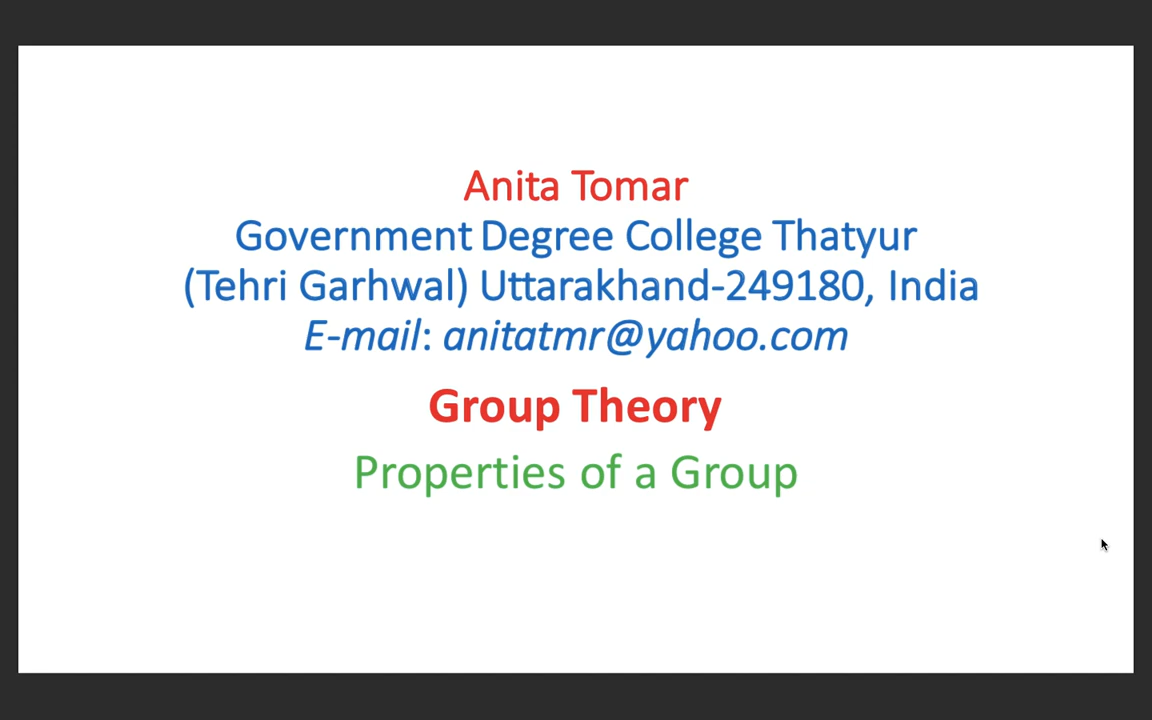 Anita Tomar
Government Degree College Thatyur
(Tehri Garhwal) Uttarakhand-249180, India
E-mail: anitatmr@yahoo.com
Group Theory
Properties of a Group